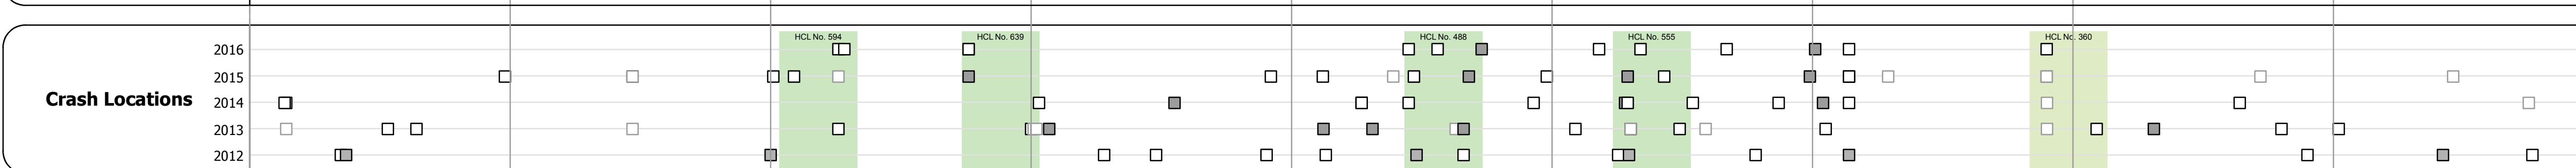 HCL No. 594 HCL No. 639 HCL No. 488 HCL No. 555 HCL No. 360
2016
2015
Crash Locations 2014
2013
2012